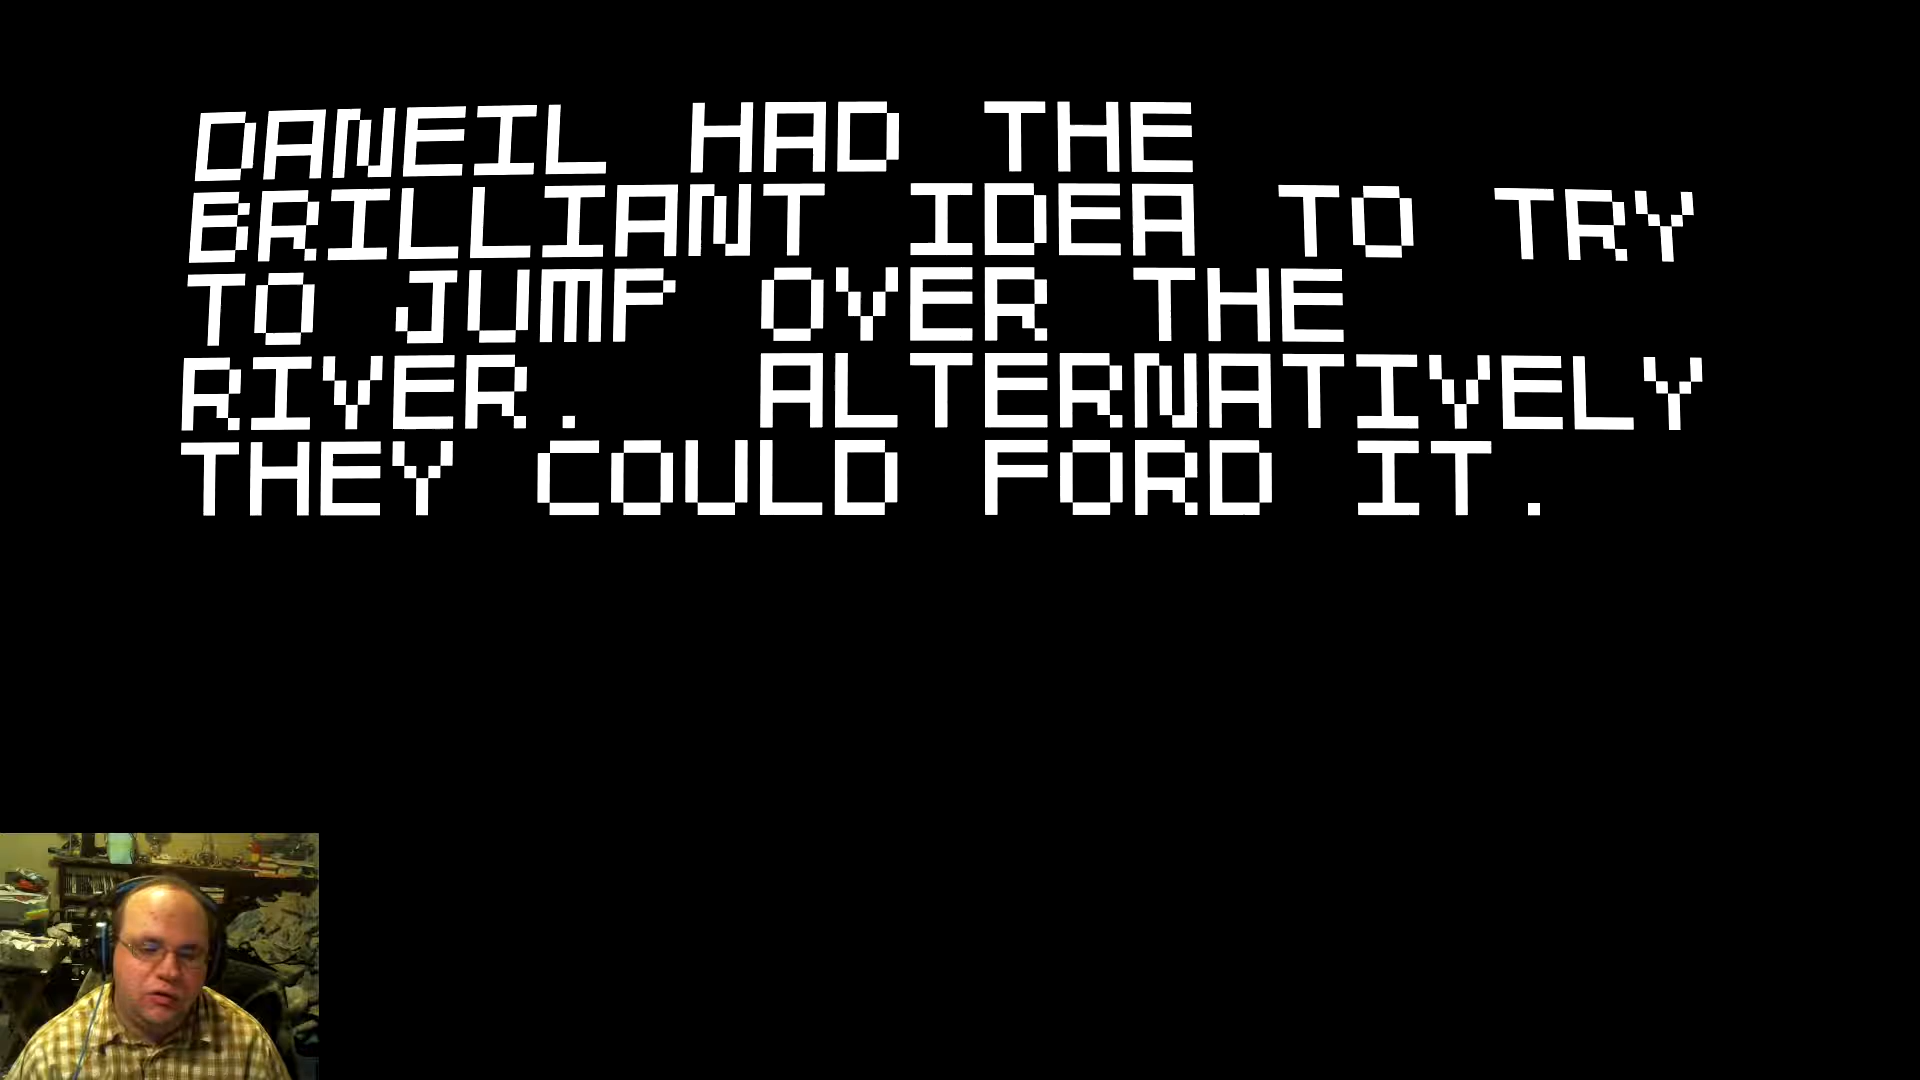 DANEIL HAD THE
BRILLIANT IDEA TO TRY
TO JUMP OVER THE
RIVER.  ALTERNATIVELY
THEY COULD FORD IT.